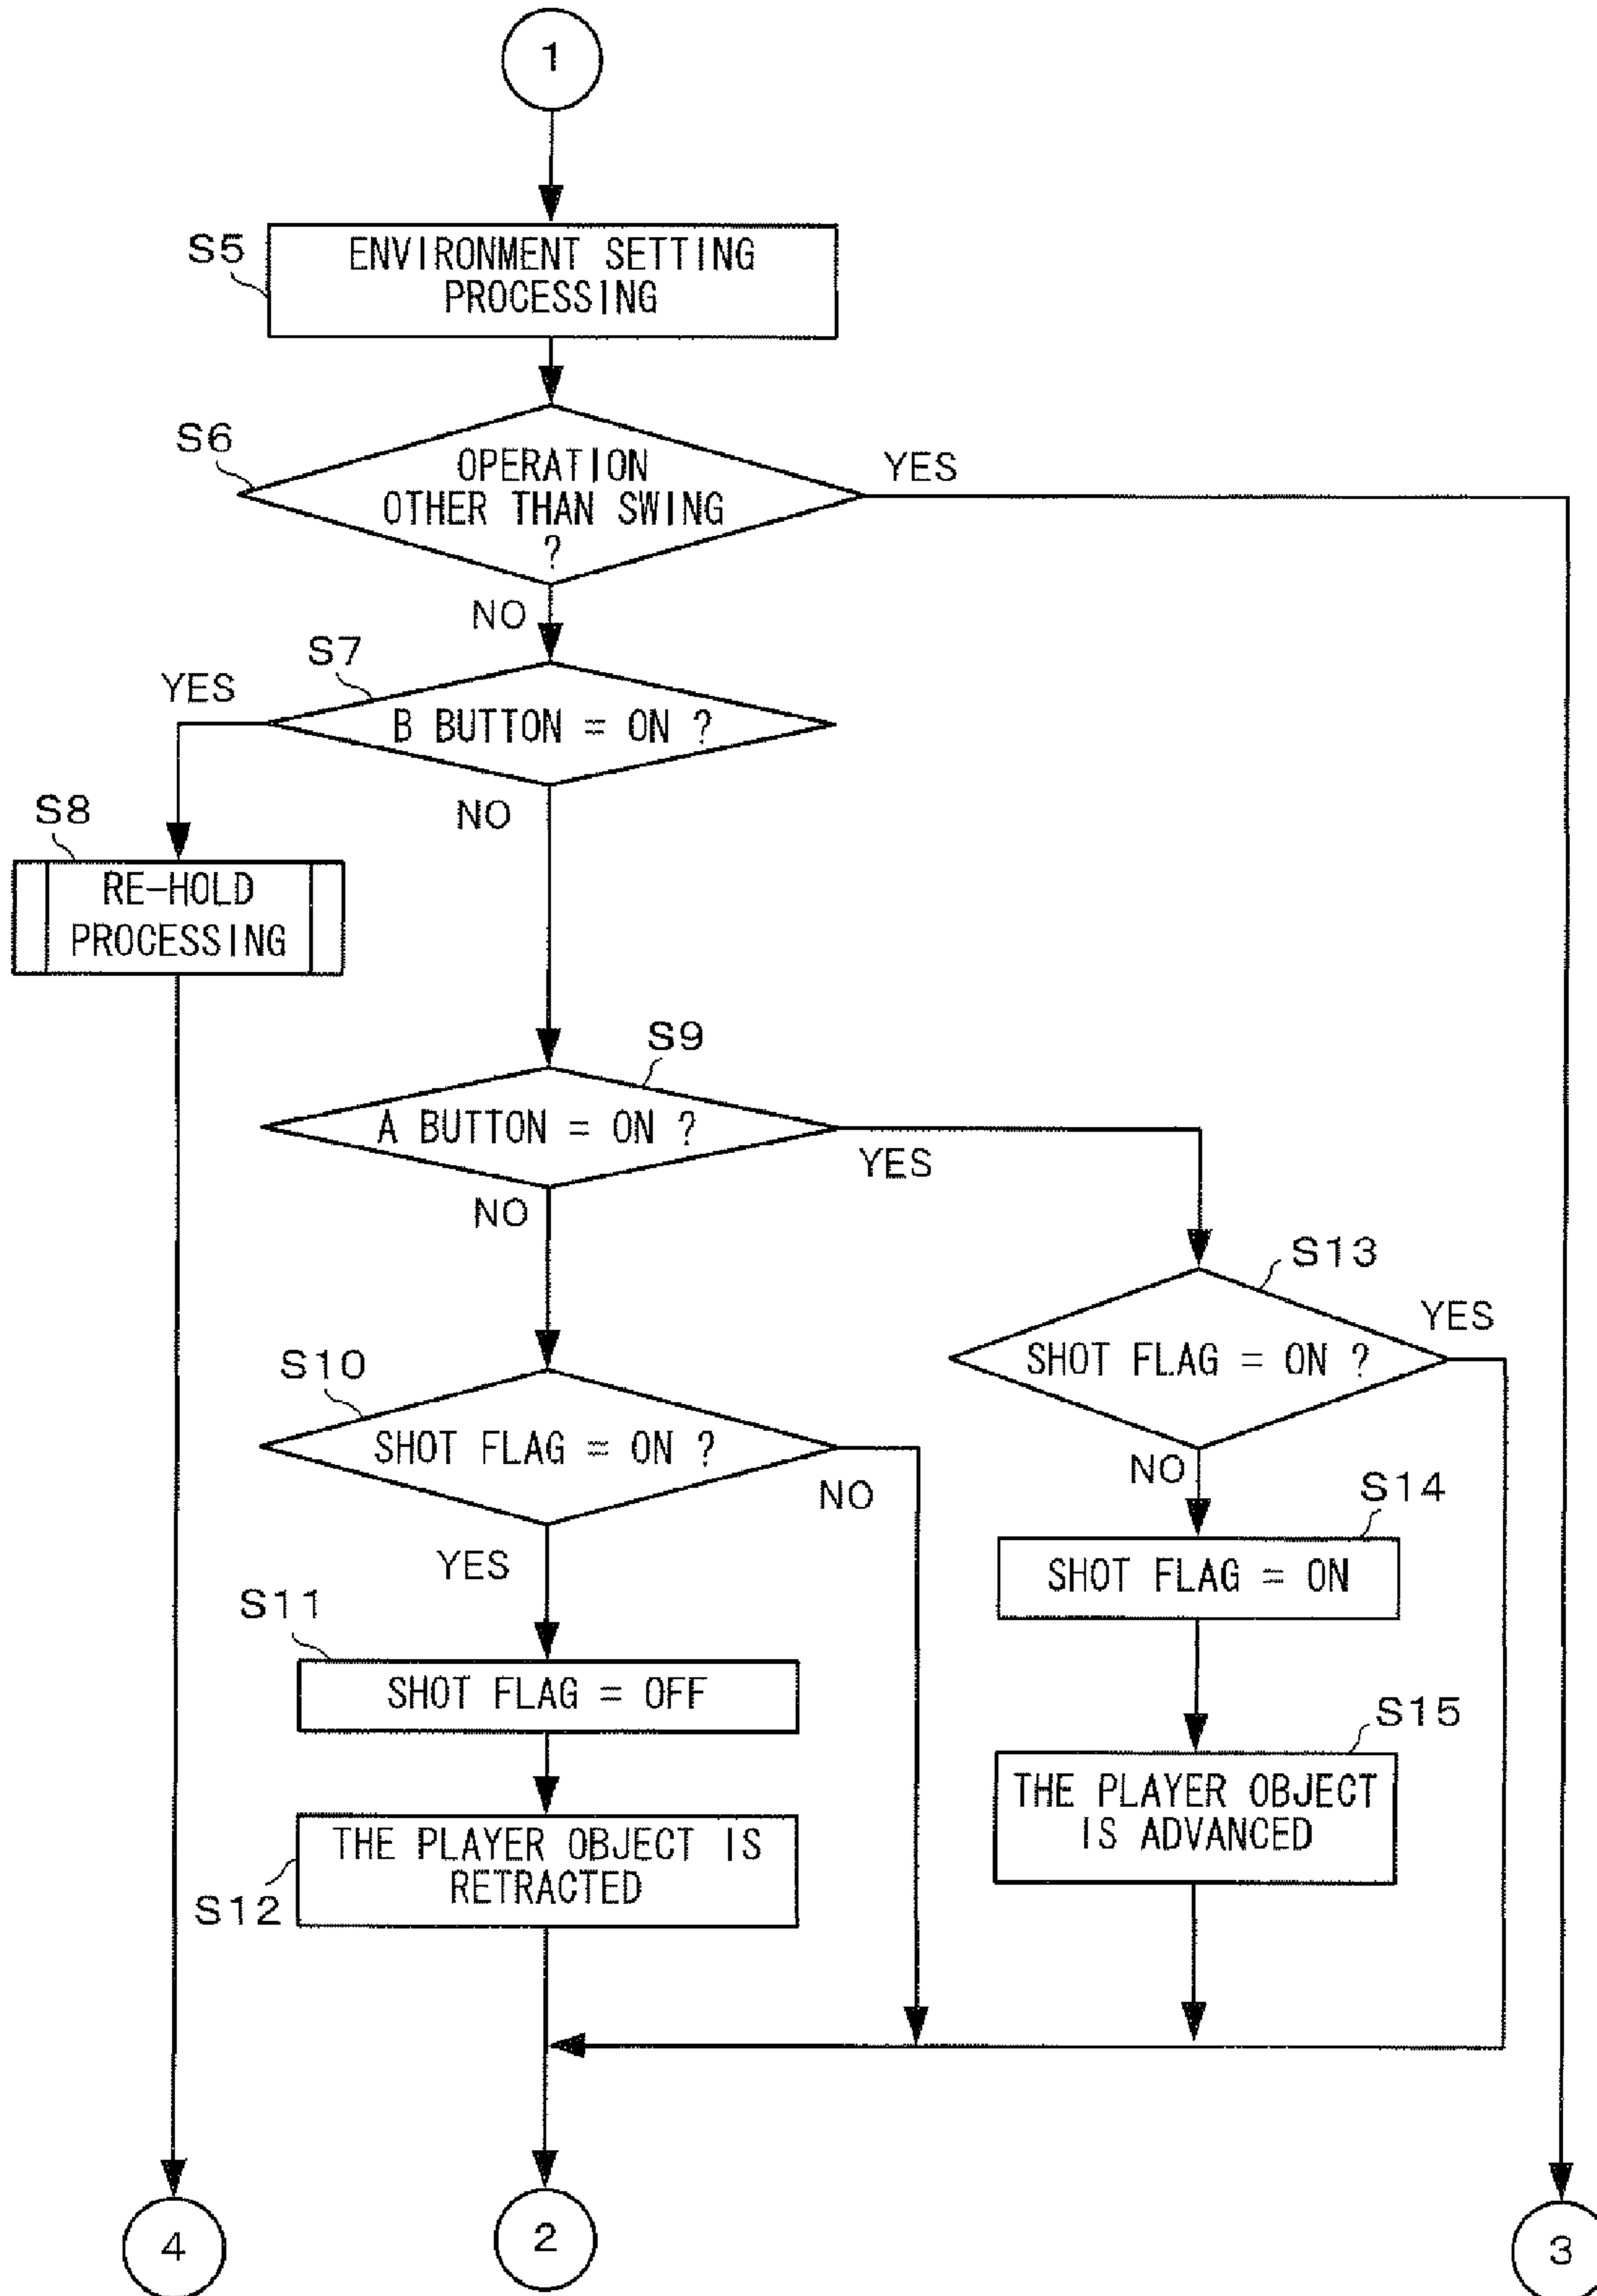 1
S5
ENVIRONMENT SETTING
PROCESSING
S6
OPERATION
OTHER THAN SWING
?
YES
NO
S7
YES
B BUTTON = ON ?
NO
S8
RE-HOLD
PROCESSING
S9
A BUTTON = ON ?
YES
NO
S13
YES
SHOT FLAG = ON ?
NO
S10
SHOT FLAG = ON ?
NO
YES
S14
SHOT FLAG = ON
S11
SHOT FLAG = OFF
S15
THE PLAYER OBJECT
IS ADVANCED
THE PLAYER OBJECT IS
RETRACTED
S12
4
2
3